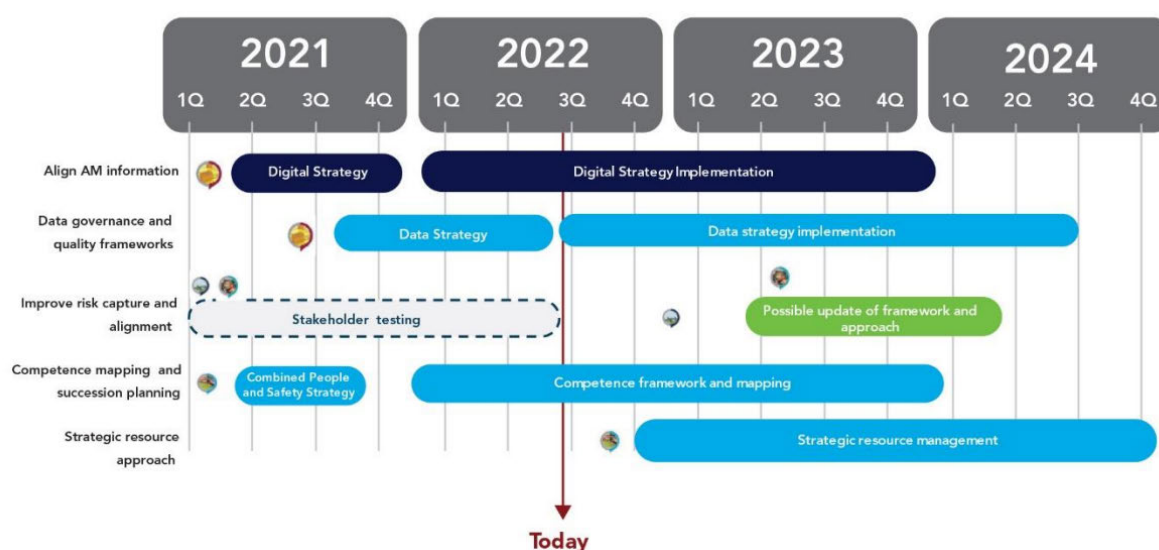 2021
2022
2023
2024
1Q 2Q 3Q 4Q 1Q 2Q 3Q 4Q 1Q 2Q 3Q 4Q 1Q 2Q 3Q 4Q
Align AM information
Digital Strategy
Digital Strategy Implementation
Data governance and
quality frameworks
Data Strategy
Data strategy implementation
Improve risk capture and
alignment
Stakeholder testing
Possible update of framework and
approach
Competence mapping and
succession planning
Combined People
and Safety Strategy
Competence framework and mapping
Strategic resource
approach
Strategic resource management
Today